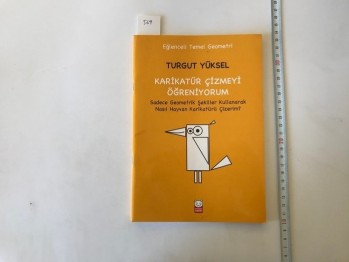 529
Eğlenceli Temel Geometri
TURGUT YÜKSEL
KARİKATÜR ÇİZMEYİ
ÖĞRENİYORUM
Sadece Geometrik Şekiller Kullanarak
Nasıl Hayvan Karikatürü Çizerim?